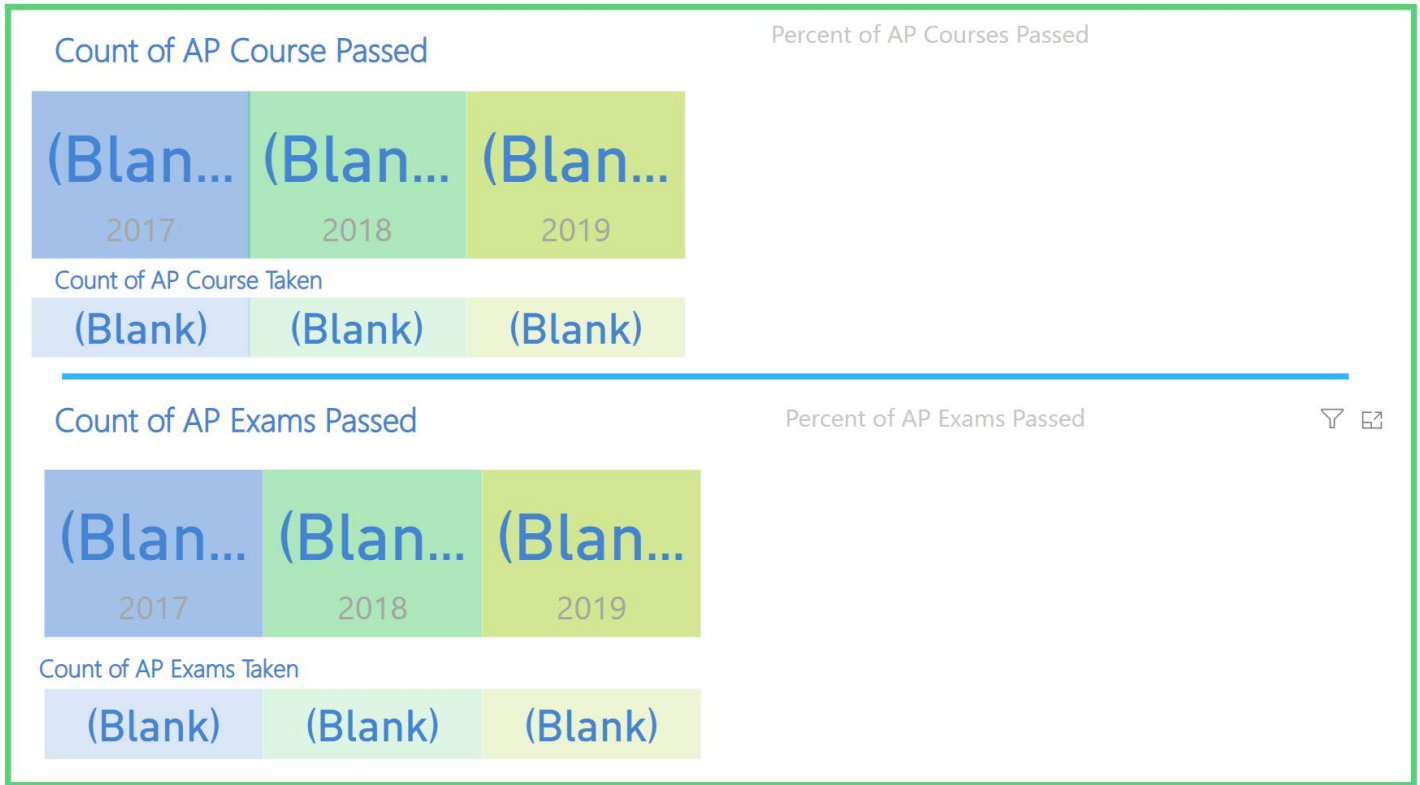 Count of AP Course Passed
Percent of AP Courses Passed
(Blan... (Blan... (Blan...
2017 2018 2019
Count of AP Course Taken
(Blank) (Blank) (Blank)
Count of AP Exams Passed
Percent of AP Exams Passed
(Blan... (Blan... (Blan...
2017 2018 2019
Count of AP Exams Taken
(Blank) (Blank) (Blank)